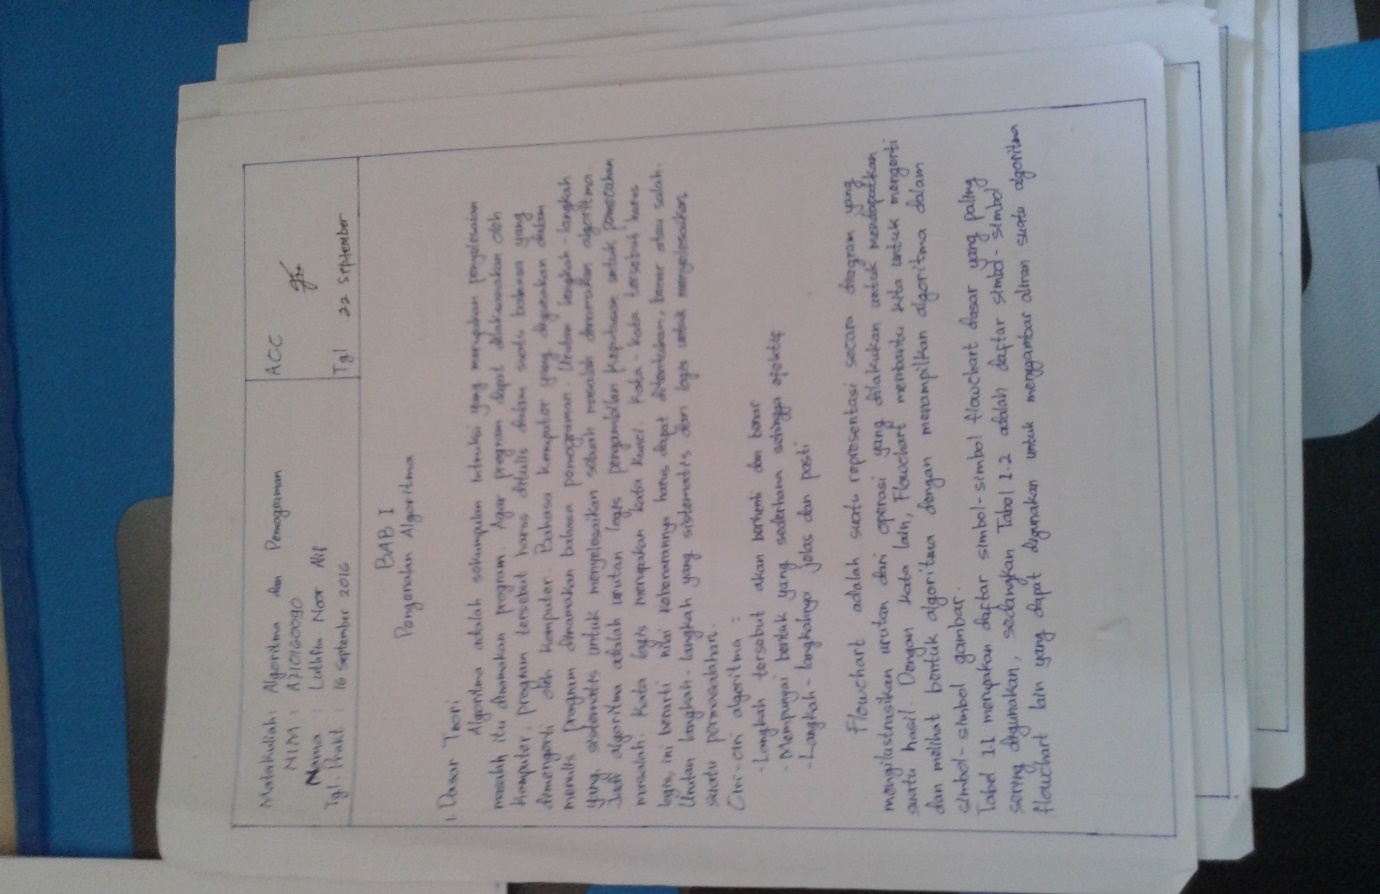 Matakuliah : Algoritma dan Pemograman
NIM : A710160090
Nama : Luthfia Noor Alif
Tgl. Prakt : 16 September 2016
ACC
Tgl 22 September
BAB I
Pengenalan Algoritma
1. Dasar Teori
Algoritma adalah sekumpulan intruksi yang merupakan penyelesaian
masalah itu dinamakan program. Agar program dapat dilaksanakan oleh
komputer, program tersebut harus ditulis dalam suatu bahasa yang
dimengerti oleh komputer. Bahasa komputer yang digunakan dalam
menulis program dinamakan bahasa pemograman. Urutan langkah-langkah
yang sistematis untuk menyelesaikan sebuah masalah dinamakan algoritma.
Jadi algoritma adalah urutan logis pengambilan keputusan untuk pemecahan
masalah. Kata logis merupakan kata kunci. Kata-kata tersebut harus
logis, ini berarti nilai kebenarannya harus dapat ditentukan, benar atau salah.
Urutan langkah-langkah yang sistematis dan logis untuk menyelesaikan
suatu permasalahan.
Ciri-ciri algoritma :
- Langkah tersebut akan berhenti dan benar
- Mempunyai bentuk yang sederhana sehingga efektif
- Langkah-langkahnya jelas dan pasti
Flowchart adalah suatu representasi secara diagram yang
mengilustrasikan urutan dari operasi yang dilakukan untuk mendapatkan
suatu hasil. Dengan kata lain, Flowchart membantu kita untuk mengerti
dan melihat bentuk algoritma dengan menampilkan algoritma dalam
simbol-simbol gambar.
Tabel 1.1 merupakan daftar simbol-simbol flowchart dasar yang paling
sering digunakan, sedangkan Tabel 1.2 adalah daftar simbol-simbol
flowchart lain yang dapat digunakan untuk menggambar aliran suatu algoritma